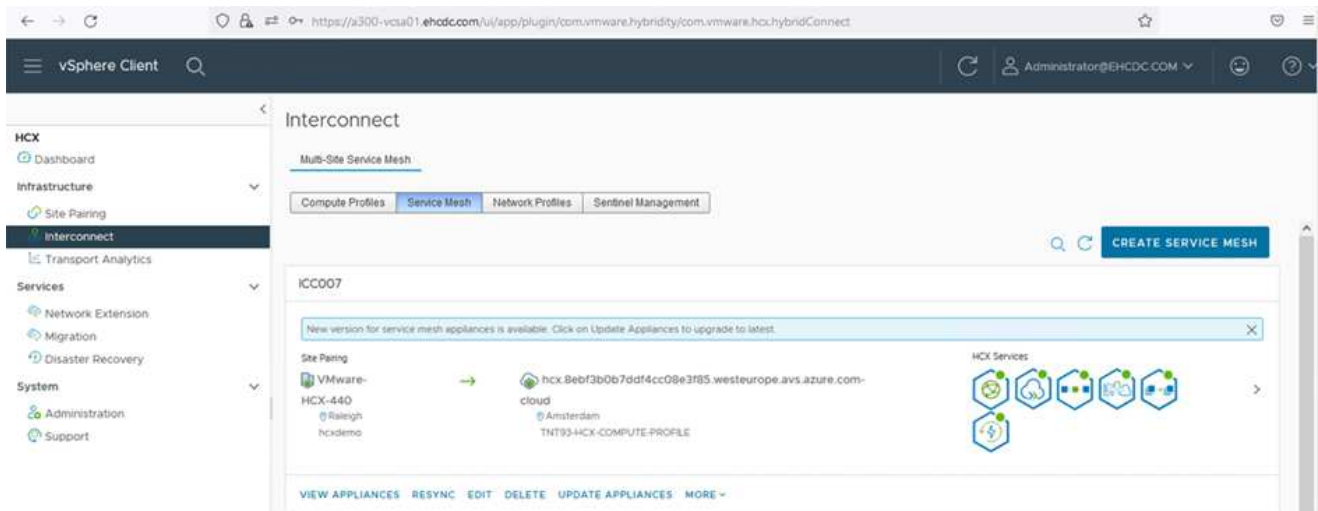 https://a300-vcsa01.ehcdc.com/ui/app/plugin/com.vmware.hybridity/com.vmware.hcx.hybridConnect
vSphere Client
Administrator@EHCDC.COM
HCX
Dashboard
Infrastructure
Site Pairing
Interconnect
Transport Analytics
Services
Network Extension
Migration
Disaster Recovery
System
Administration
Support
Interconnect
Multi-Site Service Mesh
Compute Profiles Service Mesh Network Profiles Sentinel Management
CREATE SERVICE MESH
ICC007
New version for service mesh appliances is available. Click on Update Appliances to upgrade to latest.
Site Pairing
VMware-
HCX-440
Raleigh
hcxdemo
hcx.8ebf3b0b7ddf4cc08e3f85.westeurope.avs.azure.com-
cloud
Amsterdam
TNT93-HCX-COMPUTE-PROFILE
HCX Services
VIEW APPLIANCES RESYNC EDIT DELETE UPDATE APPLIANCES MORE